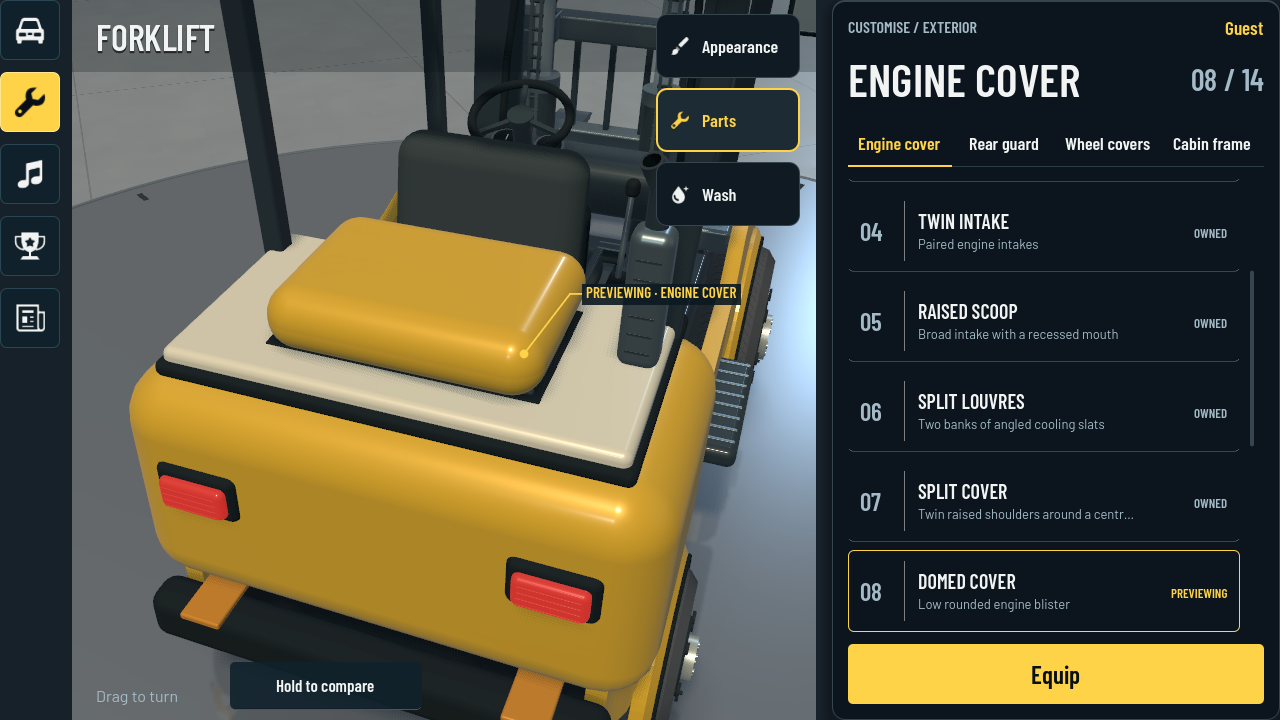 FORKLIFT
Appearance
Parts
Wash
PREVIEWING · ENGINE COVER
Hold to compare
Drag to turn
CUSTOMISE / EXTERIOR
Guest
ENGINE COVER
08 / 14
Engine cover
Rear guard
Wheel covers
Cabin frame
04
TWIN INTAKE
Paired engine intakes
OWNED
05
RAISED SCOOP
Broad intake with a recessed mouth
OWNED
06
SPLIT LOUVRES
Two banks of angled cooling slats
OWNED
07
SPLIT COVER
Twin raised shoulders around a centr...
OWNED
08
DOMED COVER
Low rounded engine blister
PREVIEWING
Equip